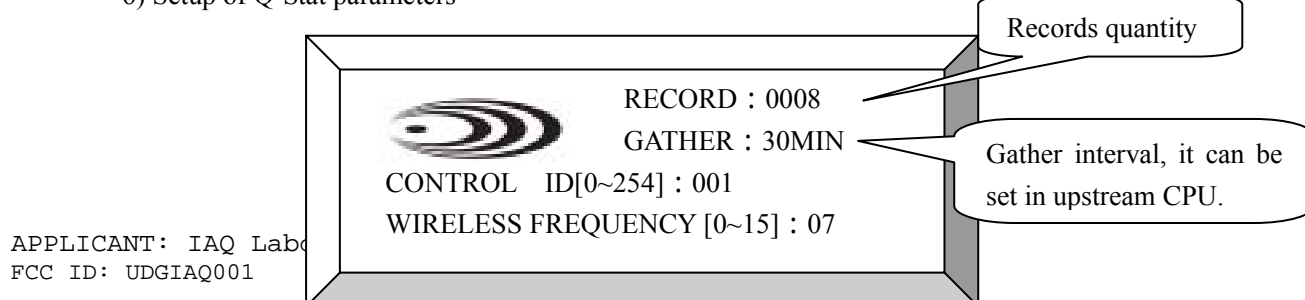 6) Setup of Q-Stat parameters
Records quantity
RECORD：0008
GATHER：30MIN
Gather interval, it can be
set in upstream CPU.
CONTROL ID[0~254]：001
WIRELESS FREQUENCY [0~15]：07
APPLICANT: IAQ
FCC ID: UDGIAQ001